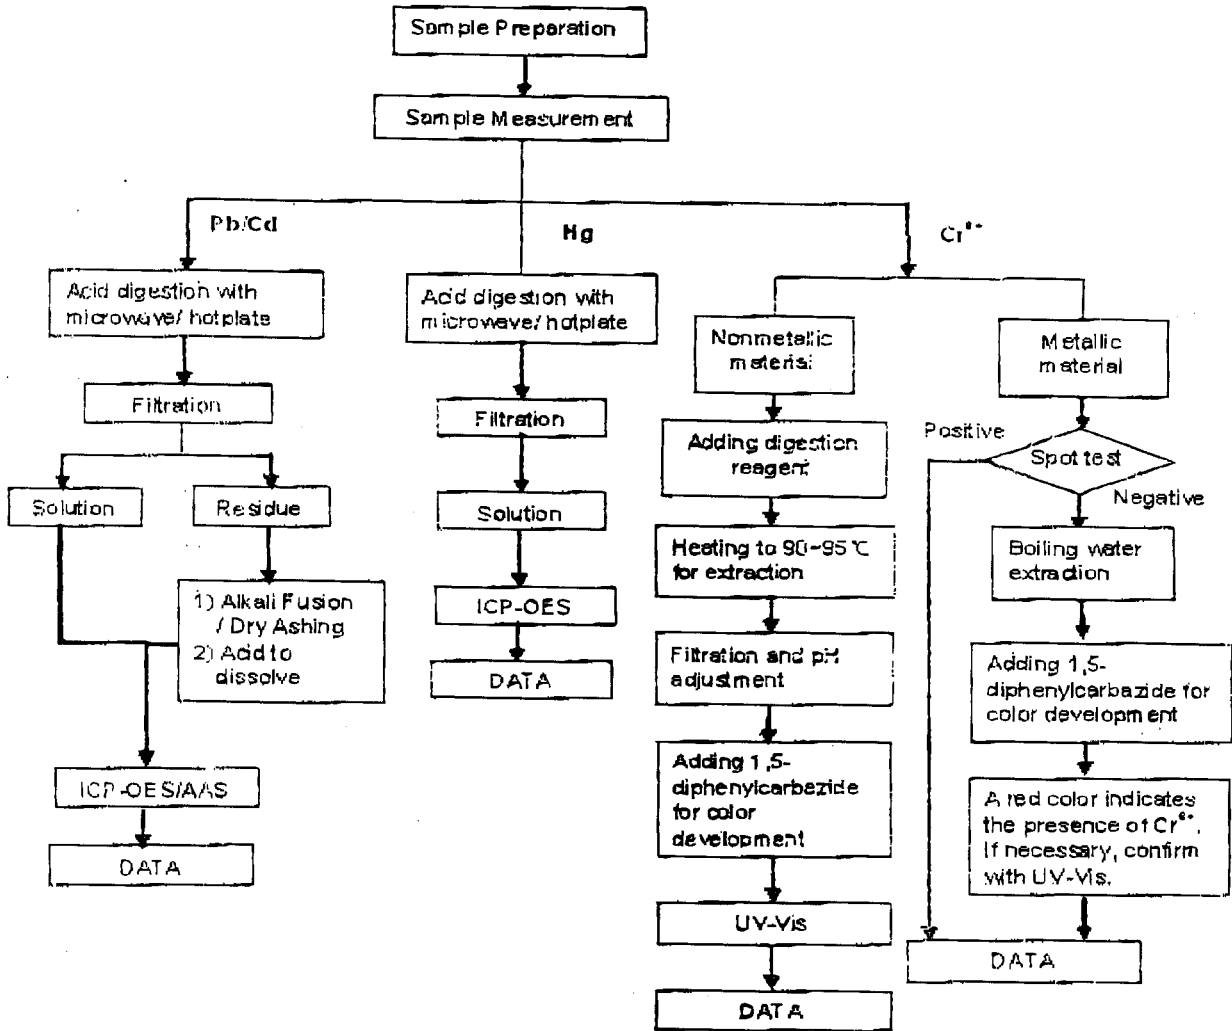 Sample Preparation
Sample Measurement
Pb/Cd
Hg
Cr⁶⁺
Acid digestion with
microwave/ hotplate
Filtration
Solution
Residue
1) Alkali Fusion
/ Dry Ashing
2) Acid to
dissolve
ICP-OES/AAS
DATA
Acid digestion with
microwave/ hotplate
Filtration
Solution
ICP-OES
DATA
Nonmetallic
material
Adding digestion
reagent
Heating to 90~95℃
for extraction
Filtration and pH
adjustment
Adding 1,5-
diphenylcarbazide
for color
development
UV-Vis
DATA
Metallic
material
Positive
Spot test
Negative
Boiling water
extraction
Adding 1,5-
diphenylcarbazide for
color development
A red color indicates
the presence of Cr⁶⁺.
If necessary, confirm
with UV-Vis.
DATA